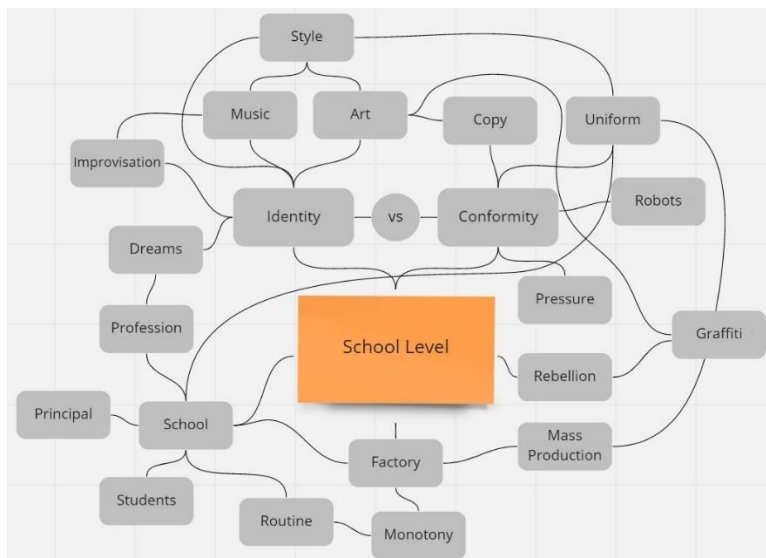 Style
Music
Art
Copy
Uniform
Improvisation
Identity
vs
Conformity
Robots
Dreams
Pressure
Profession
School Level
Graffiti
Rebellion
Principal
School
Mass
Production
Factory
Students
Routine
Monotony